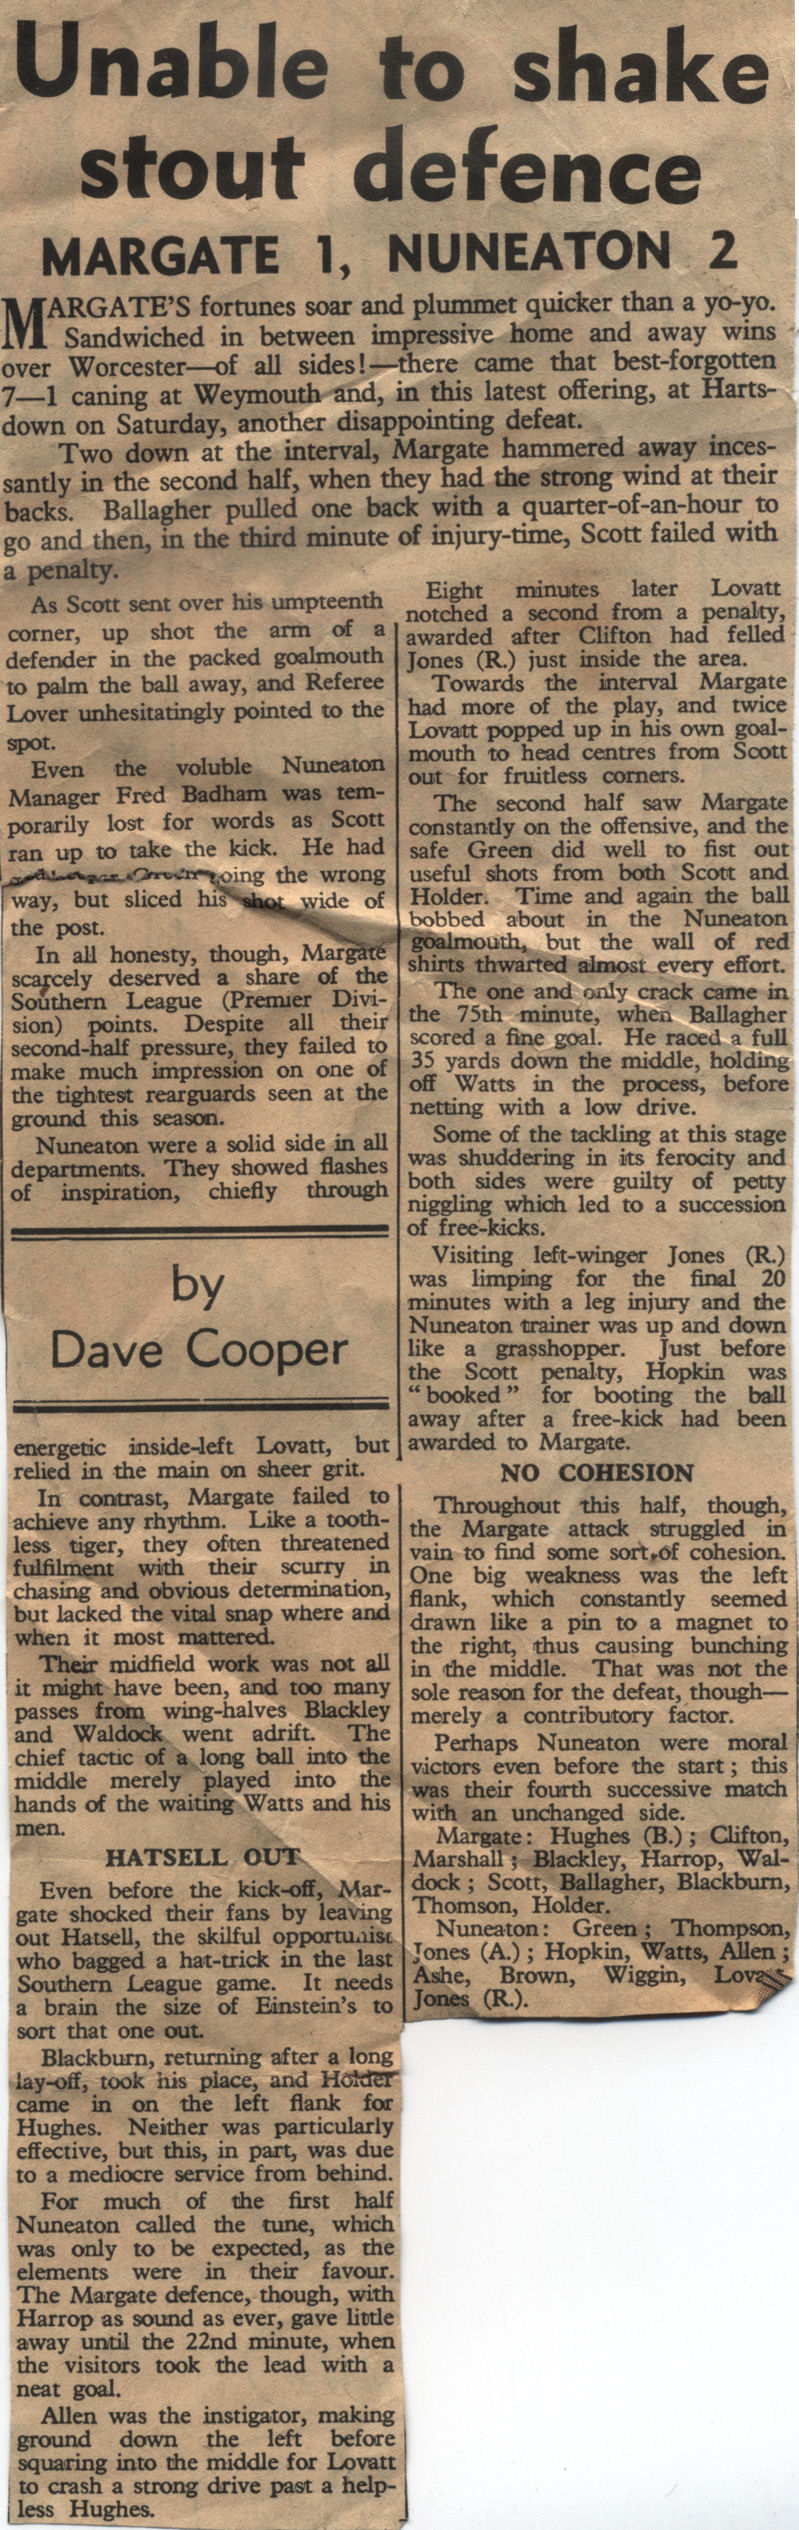 Unable to shake
stout defence
MARGATE 1, NUNEATON 2
MARGATE'S fortunes soar and plummet quicker than a yo-yo.
Sandwiched in between impressive home and away wins
over Worcester—of all sides!—there came that best-forgotten
7—1 caning at Weymouth and, in this latest offering, at Harts-
down on Saturday, another disappointing defeat.
Two down at the interval, Margate hammered away inces-
santly in the second half, when they had the strong wind at their
backs. Ballagher pulled one back with a quarter-of-an-hour to
go and then, in the third minute of injury-time, Scott failed with
a penalty.
As Scott sent over his umpteenth
corner, up shot the arm of a
defender in the packed goalmouth
to palm the ball away, and Referee
Lover unhesitatingly pointed to the
spot.
Even the voluble Nuneaton
Manager Fred Badham was tem-
porarily lost for words as Scott
ran up to take the kick. He had
going the wrong
way, but sliced his shot wide of
the post.
In all honesty, though, Margate
scarcely deserved a share of the
Southern League (Premier Divi-
sion) points. Despite all their
second-half pressure, they failed to
make much impression on one of
the tightest rearguards seen at the
ground this season.
Nuneaton were a solid side in all
departments. They showed flashes
of inspiration, chiefly through
by
Dave Cooper
energetic inside-left Lovatt, but
relied in the main on sheer grit.
In contrast, Margate failed to
achieve any rhythm. Like a tooth-
less tiger, they often threatened
fulfilment with their scurry in
chasing and obvious determination,
but lacked the vital snap where and
when it most mattered.
Their midfield work was not all
it might have been, and too many
passes from wing-halves Blackley
and Waldock went adrift. The
chief tactic of a long ball into the
middle merely played into the
hands of the waiting Watts and his
men.
HATSELL OUT
Even before the kick-off, Mar-
gate shocked their fans by leaving
out Hatsell, the skilful opportunist
who bagged a hat-trick in the last
Southern League game. It needs
a brain the size of Einstein's to
sort that one out.
Blackburn, returning after a long
lay-off, took his place, and Holder
came in on the left flank for
Hughes. Neither was particularly
effective, but this, in part, was due
to a mediocre service from behind.
For much of the first half
Nuneaton called the tune, which
was only to be expected, as the
elements were in their favour.
The Margate defence, though, with
Harrop as sound as ever, gave little
away until the 22nd minute, when
the visitors took the lead with a
neat goal.
Allen was the instigator, making
ground down the left before
squaring into the middle for Lovatt
to crash a strong drive past a help-
less Hughes.
Eight minutes later Lovatt
notched a second from a penalty,
awarded after Clifton had felled
Jones (R.) just inside the area.
Towards the interval Margate
had more of the play, and twice
Lovatt popped up in his own goal-
mouth to head centres from Scott
out for fruitless corners.
The second half saw Margate
constantly on the offensive, and the
safe Green did well to fist out
useful shots from both Scott and
Holder. Time and again the ball
bobbed about in the Nuneaton
goalmouth, but the wall of red
shirts thwarted almost every effort.
The one and only crack came in
the 75th minute, when Ballagher
scored a fine goal. He raced a full
35 yards down the middle, holding
off Watts in the process, before
netting with a low drive.
Some of the tackling at this stage
was shuddering in its ferocity and
both sides were guilty of petty
niggling which led to a succession
of free-kicks.
Visiting left-winger Jones (R.)
was limping for the final 20
minutes with a leg injury and the
Nuneaton trainer was up and down
like a grasshopper. Just before
the Scott penalty, Hopkin was
"booked" for booting the ball
away after a free-kick had been
awarded to Margate.
NO COHESION
Throughout this half, though,
the Margate attack struggled in
vain to find some sort of cohesion.
One big weakness was the left
flank, which constantly seemed
drawn like a pin to a magnet to
the right, thus causing bunching
in the middle. That was not the
sole reason for the defeat, though—
merely a contributory factor.
Perhaps Nuneaton were moral
victors even before the start; this
was their fourth successive match
with an unchanged side.
Margate: Hughes (B.); Clifton,
Marshall; Blackley, Harrop, Wal-
dock; Scott, Ballagher, Blackburn,
Thomson, Holder.
Nuneaton: Green; Thompson,
Jones (A.); Hopkin, Watts, Allen;
Ashe, Brown, Wiggin, Lovatt,
Jones (R.).